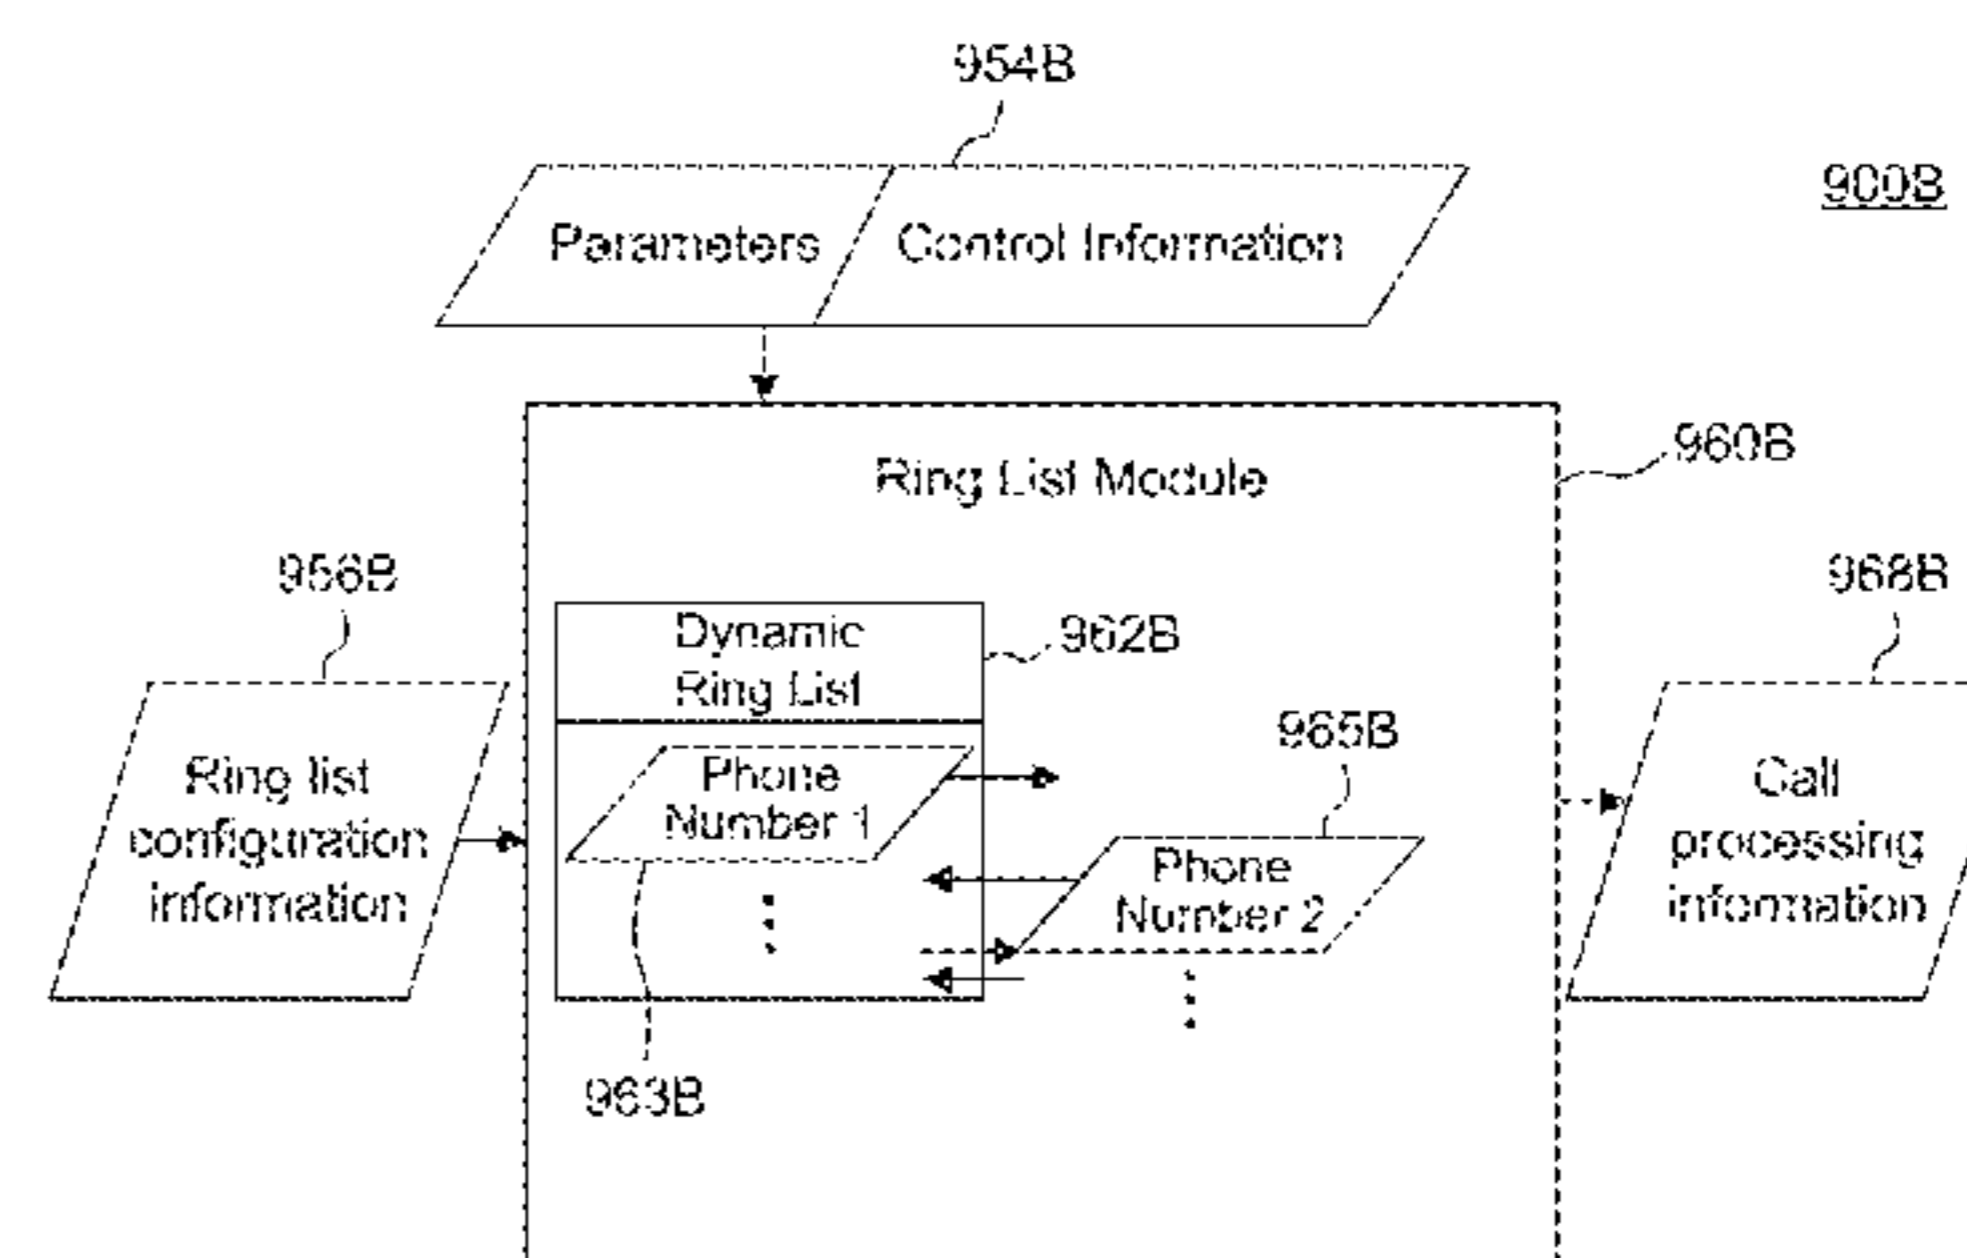 954B
900B
Parameters
Control Information
960B
Ring List Module
956B
968B
Dynamic
Ring List
962B
965B
Ring list
configuration
information
Phone
Number 1
Phone
Number 2
Call
processing
information
963B